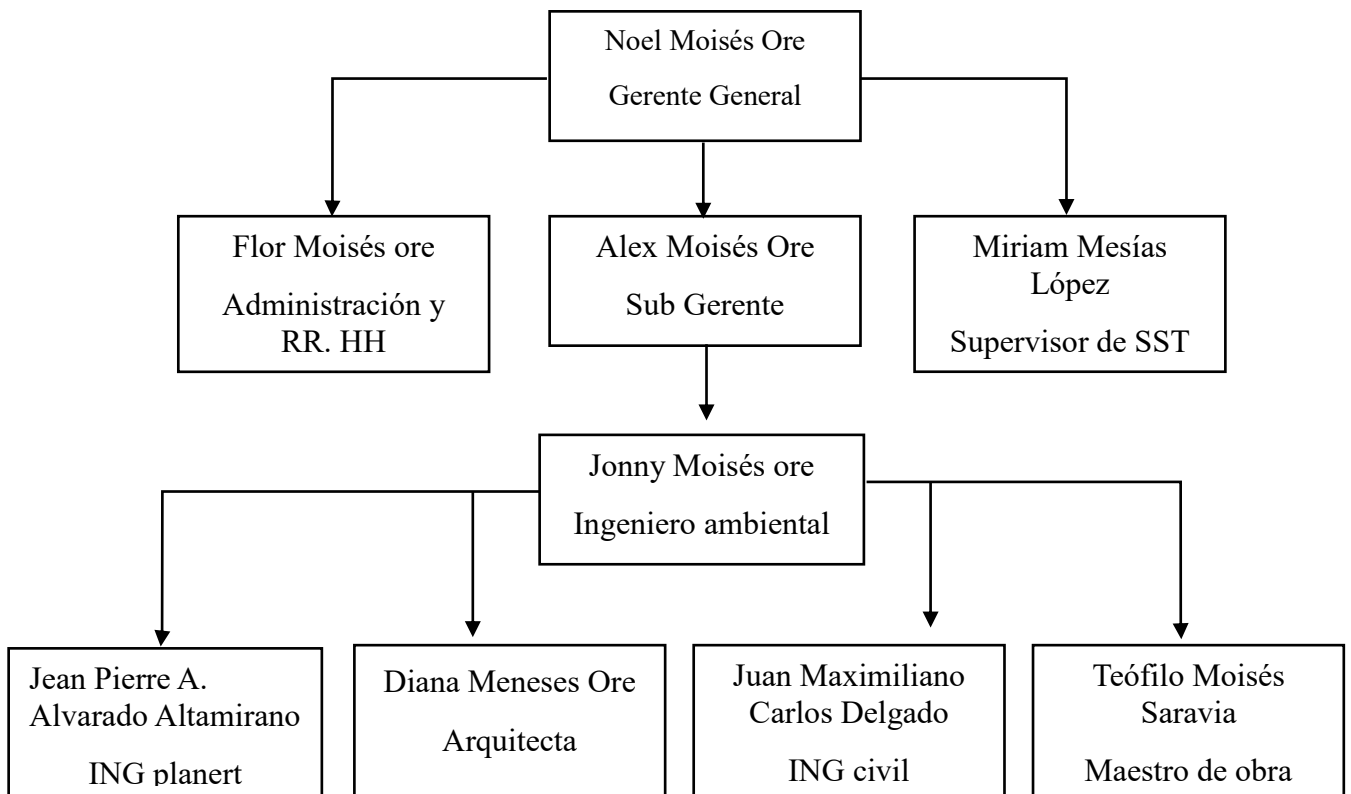 Noel Moisés Ore
Gerente General
Flor Moisés ore
Administración y
RR. HH
Alex Moisés Ore
Sub Gerente
Miriam Mesías
López
Supervisor de SST
Jonny Moisés ore
Ingeniero ambiental
Jean Pierre A.
Alvarado Altamirano
ING planert
Diana Meneses Ore
Arquitecta
Juan Maximiliano
Carlos Delgado
ING civil
Teófilo Moisés
Saravia
Maestro de obra